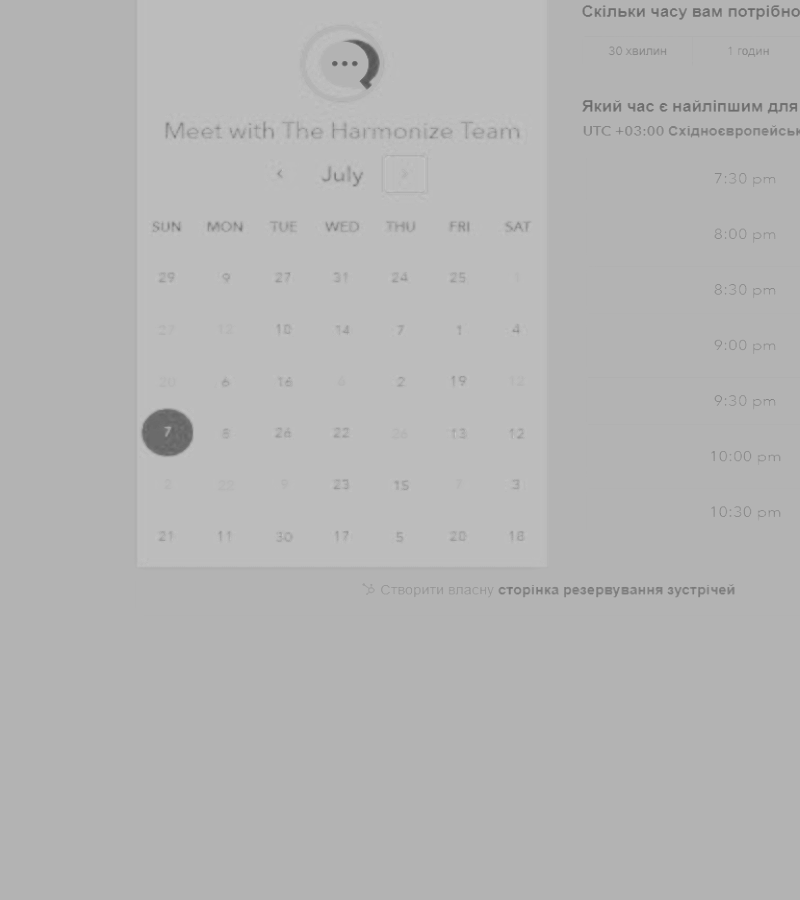 Meet with The Harmonize Team
July
SUN MON TUE WED THU FRI SAT
29 9 27 31 24 25
27 12 10 14 7 1 4
20 6 16 6 2 19 12
7 8 26 22 26 13 12
2 20 9 23 15 3
21 11 30 17 5 20 18
Скільки часу вам потрібно
30 хвилин 1 годин
Який час є найліпшим для
UTC +03:00 Східноєвропейськ
7:30 pm
8:00 pm
8:30 pm
9:00 pm
9:30 pm
10:00 pm
10:30 pm
Створити власну сторінка резервування зустрічей